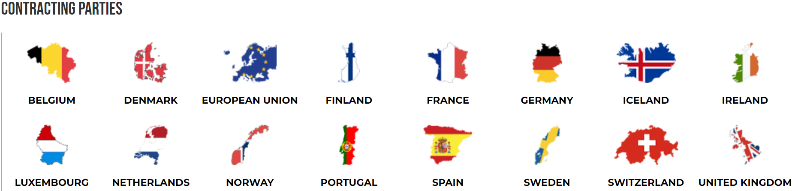 CONTRACTING PARTIES
BELGIUM DENMARK EUROPEAN UNION FINLAND FRANCE GERMANY ICELAND IRELAND
LUXEMBOURG NETHERLANDS NORWAY PORTUGAL SPAIN SWEDEN SWITZERLAND UNITED KINGDOM